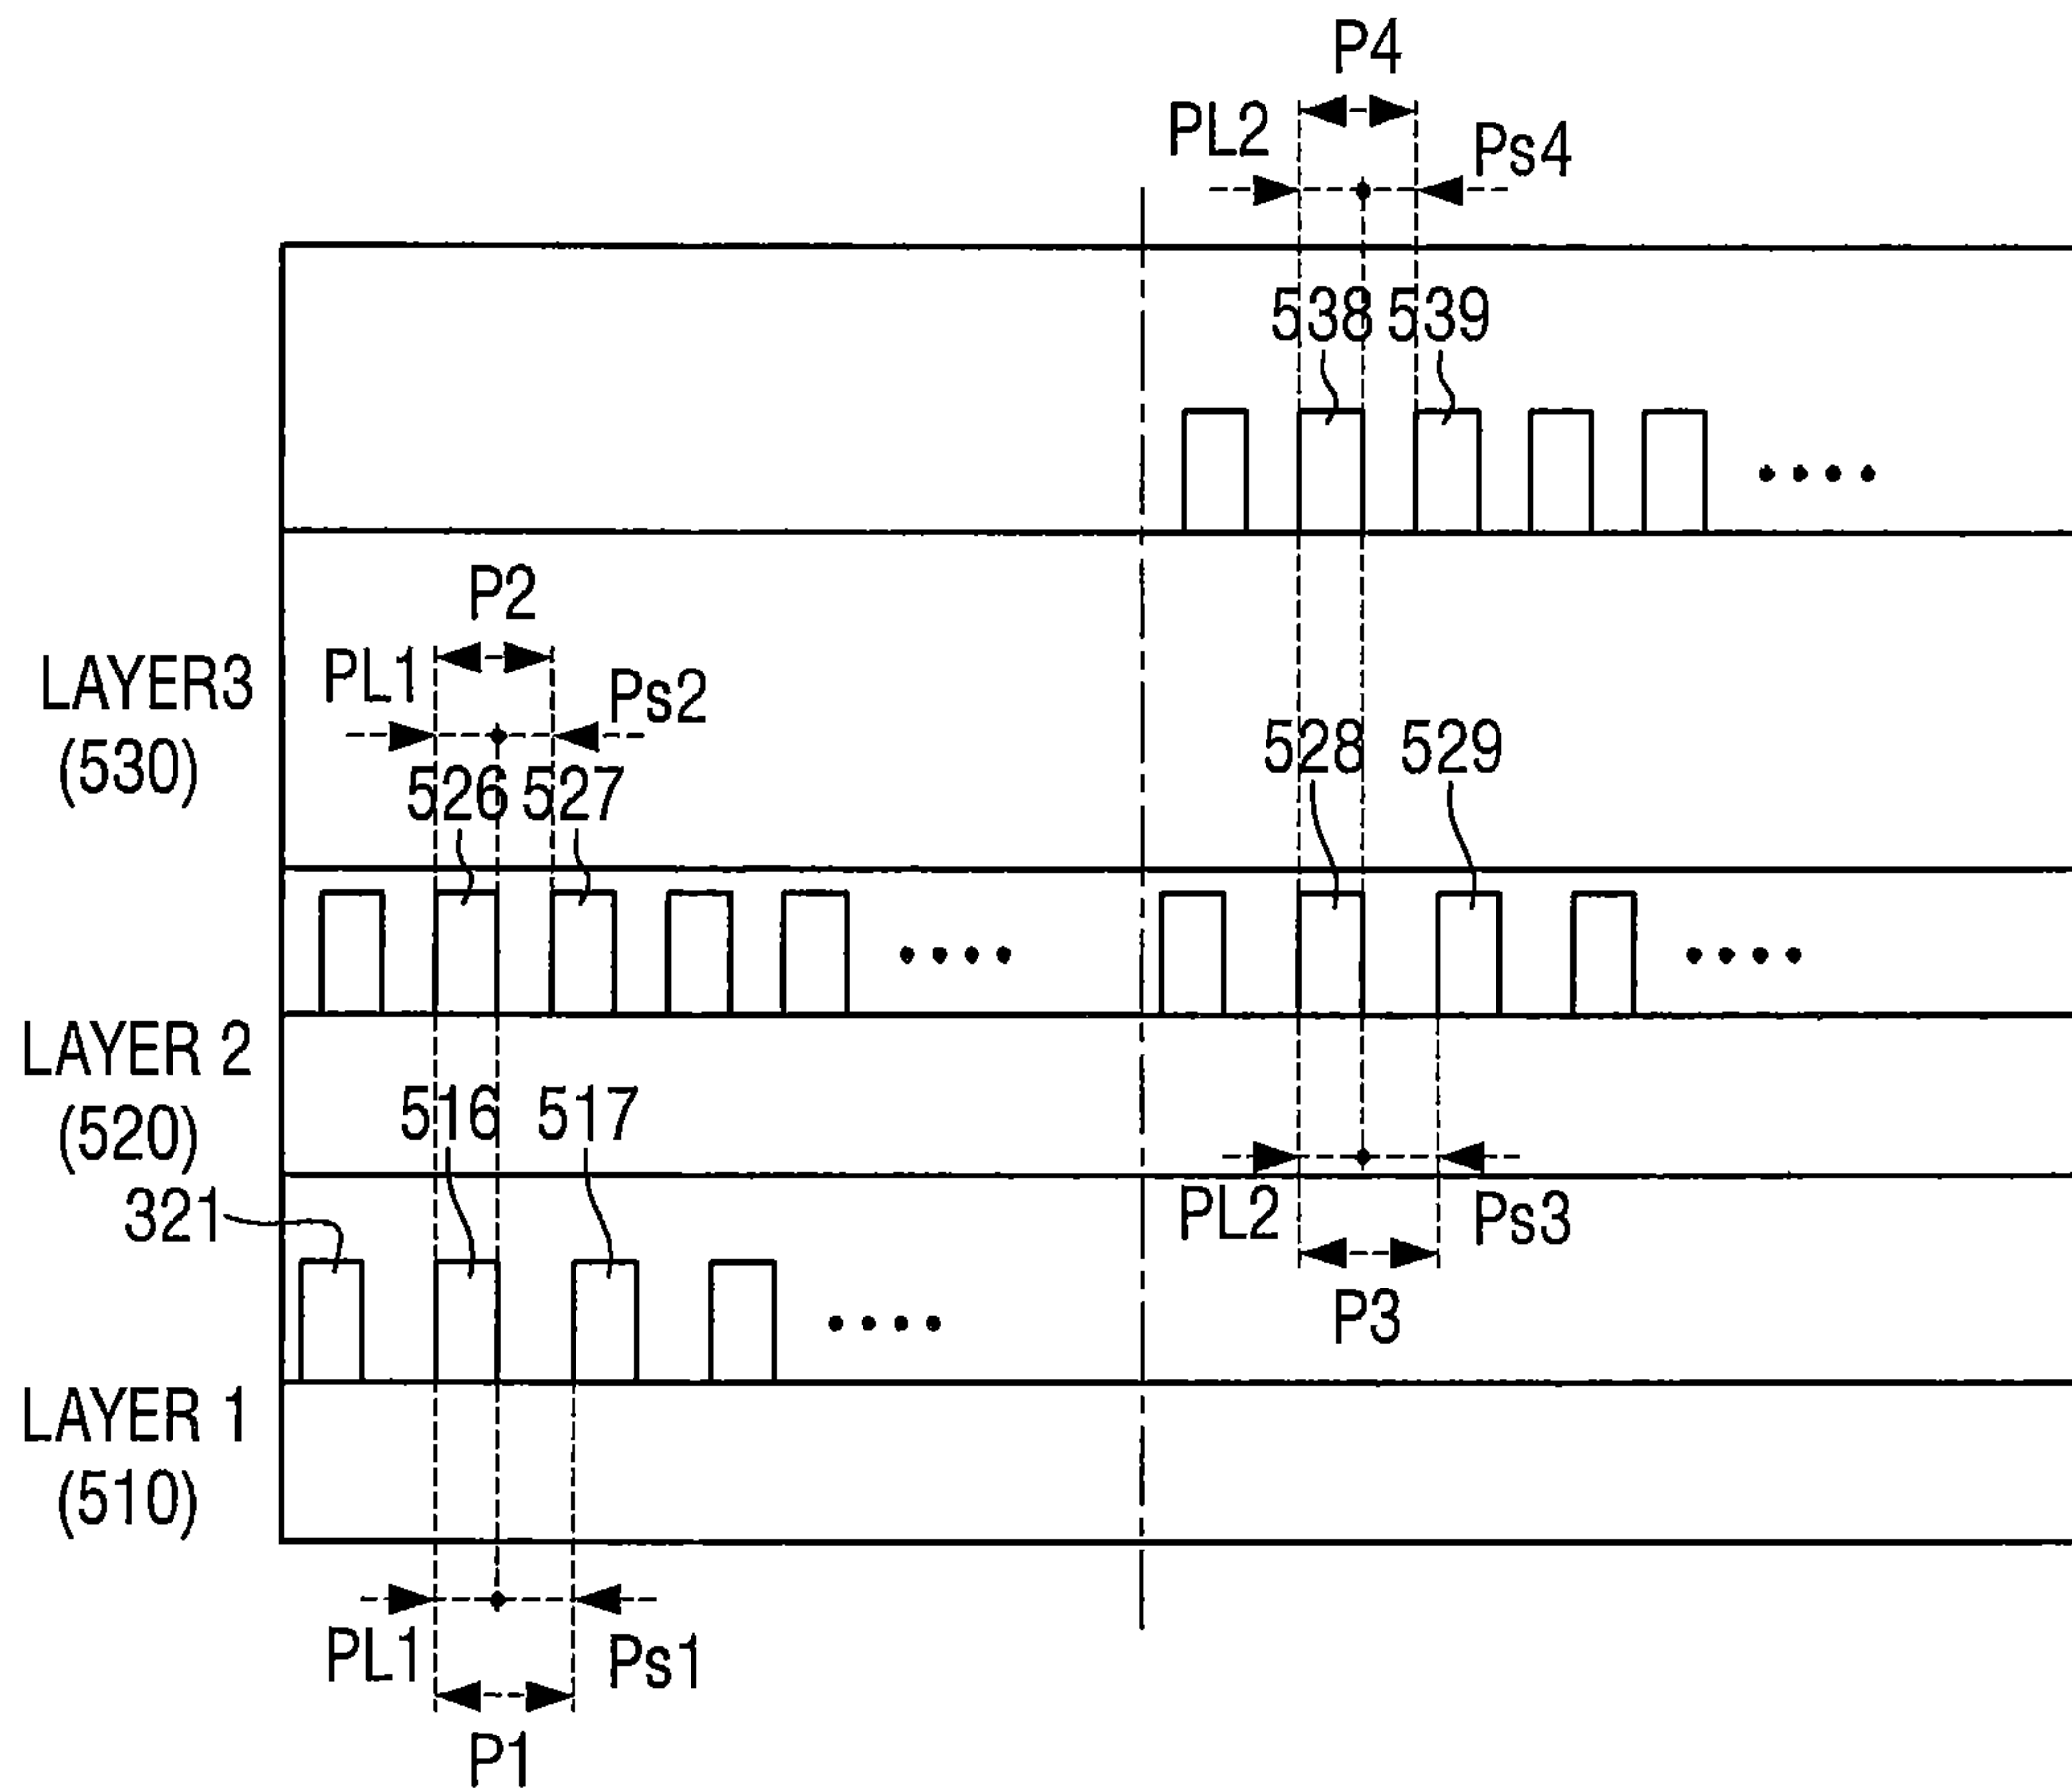 P4
PL2
Ps4
538 539
P2
PL1
Ps2
LAYER3
(530)
526 527
528 529
LAYER 2
(520)
516 517
321
PL2
Ps3
P3
LAYER 1
(510)
PL1
Ps1
P1